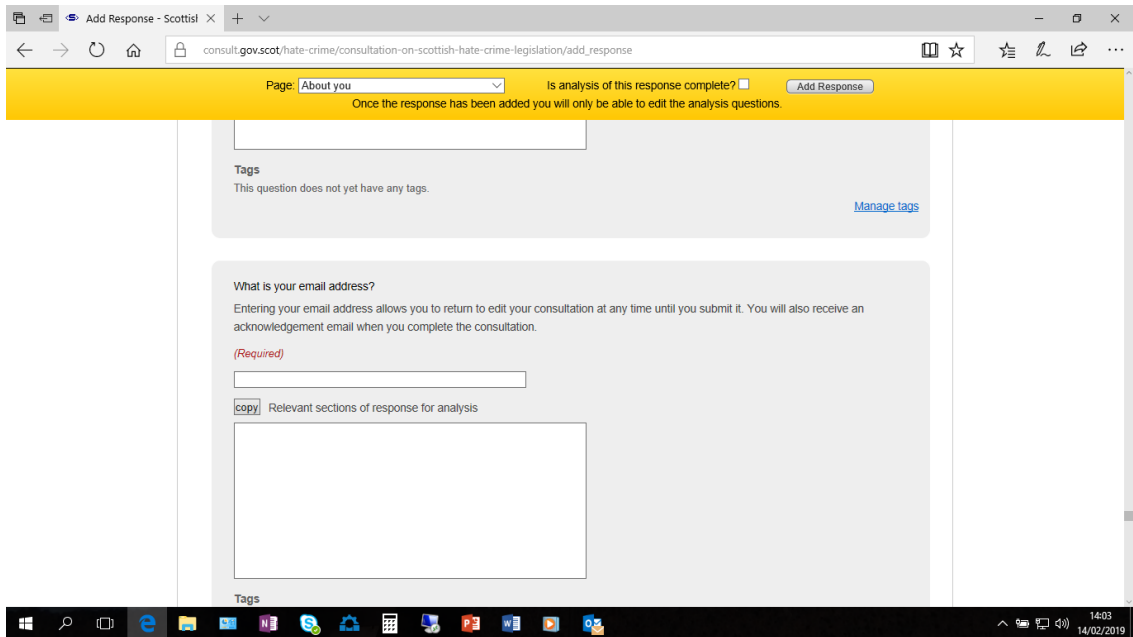 Add Response - Scottisl
consult.gov.scot/hate-crime/consultation-on-scottish-hate-crime-legislation/add_response
Page: About you Is analysis of this response complete? Add Response
Once the response has been added you will only be able to edit the analysis questions.
Tags
This question does not yet have any tags.
Manage tags
What is your email address?
Entering your email address allows you to return to edit your consultation at any time until you submit it. You will also receive an
acknowledgement email when you complete the consultation.
(Required)
copy Relevant sections of response for analysis
Tags
14:03
14/02/2019